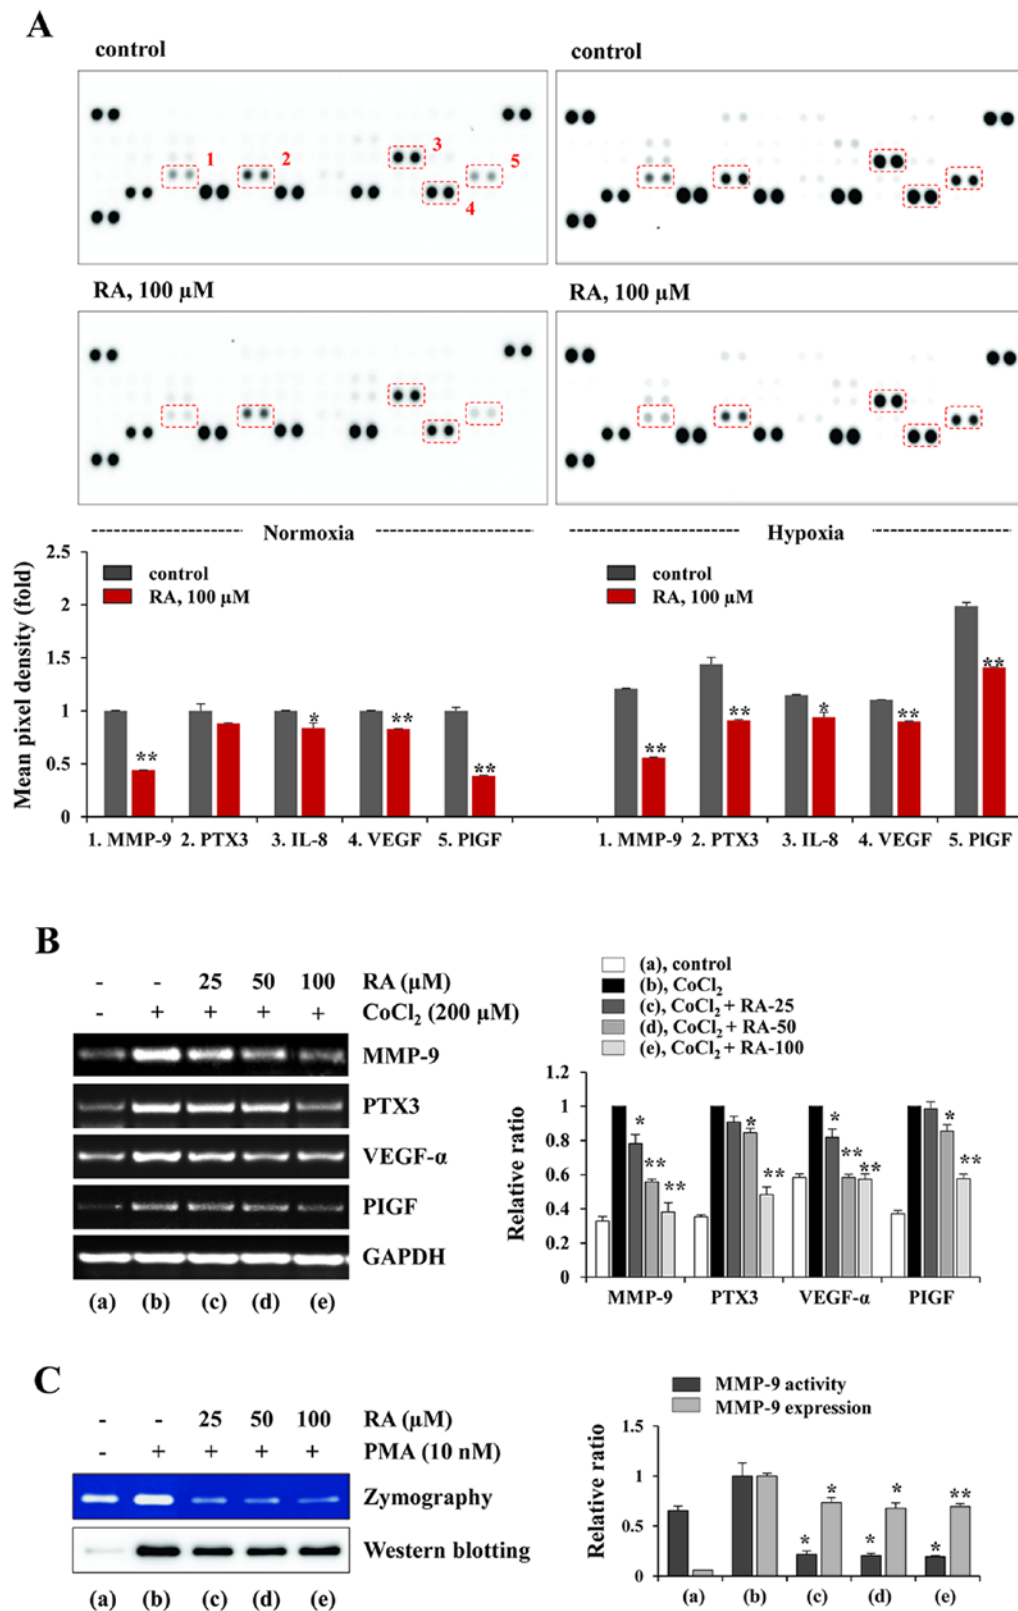 A
control control
1 2 3 4 5
RA, 100 μM RA, 100 μM
Normoxia Hypoxia
Mean pixel density (fold)
2.5
2
1.5
1
0.5
0
control
RA, 100 μM
control
RA, 100 μM
** * ** **
** ** * ** **
1. MMP-9 2. PTX3 3. IL-8 4. VEGF 5. PIGF 1. MMP-9 2. PTX3 3. IL-8 4. VEGF 5. PIGF
B
- - 25 50 100 RA (μM)
- + + + + CoCl₂ (200 μM)
MMP-9
PTX3
VEGF-α
PIGF
GAPDH
(a) (b) (c) (d) (e)
(a), control
(b), CoCl₂
(c), CoCl₂ + RA-25
(d), CoCl₂ + RA-50
(e), CoCl₂ + RA-100
Relative ratio
1.2
1
0.8
0.6
0.4
0.2
0
* ** ** * ** * ** ** * **
MMP-9 PTX3 VEGF-α PIGF
C
- - 25 50 100 RA (μM)
- + + + + PMA (10 nM)
Zymography
Western blotting
(a) (b) (c) (d) (e)
MMP-9 activity
MMP-9 expression
Relative ratio
1.5
1
0.5
0
* * * * * **
(a) (b) (c) (d) (e)